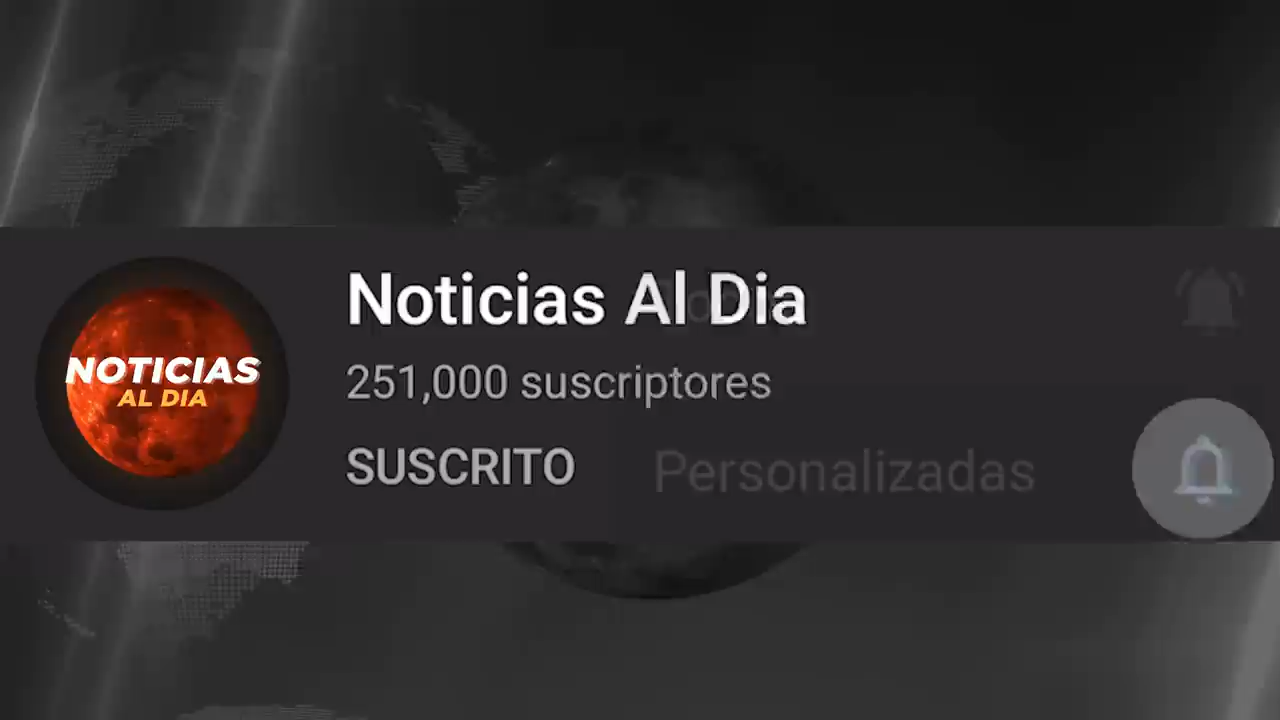 Noticias Al Dia
NOTICIAS
AL DIA
251,000 suscriptores
SUSCRITO
Personalizadas